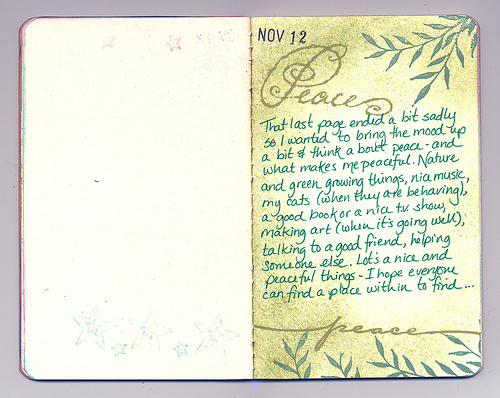 NOV 12
Peace
That last page ended a bit sadly
so I wanted to bring the mood up
a bit & think a bout peace - and
what makes me peaceful. Nature
and green growing things, nice music,
my cats (when they are behaving),
a good book or a nice t.v. show,
making art (when it's going well),
talking to a good friend, helping
someone else. Lots a nice and
peaceful things - I hope everyone
can find a place within to find...
peace